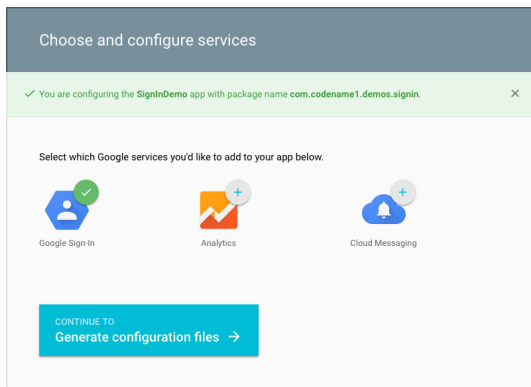 Choose and configure services
You are configuring the SignInDemo app with package name com.codename1.demos.signin.
Select which Google services you'd like to add to your app below.
Google Sign-In
Analytics
Cloud Messaging
CONTINUE TO
Generate configuration files